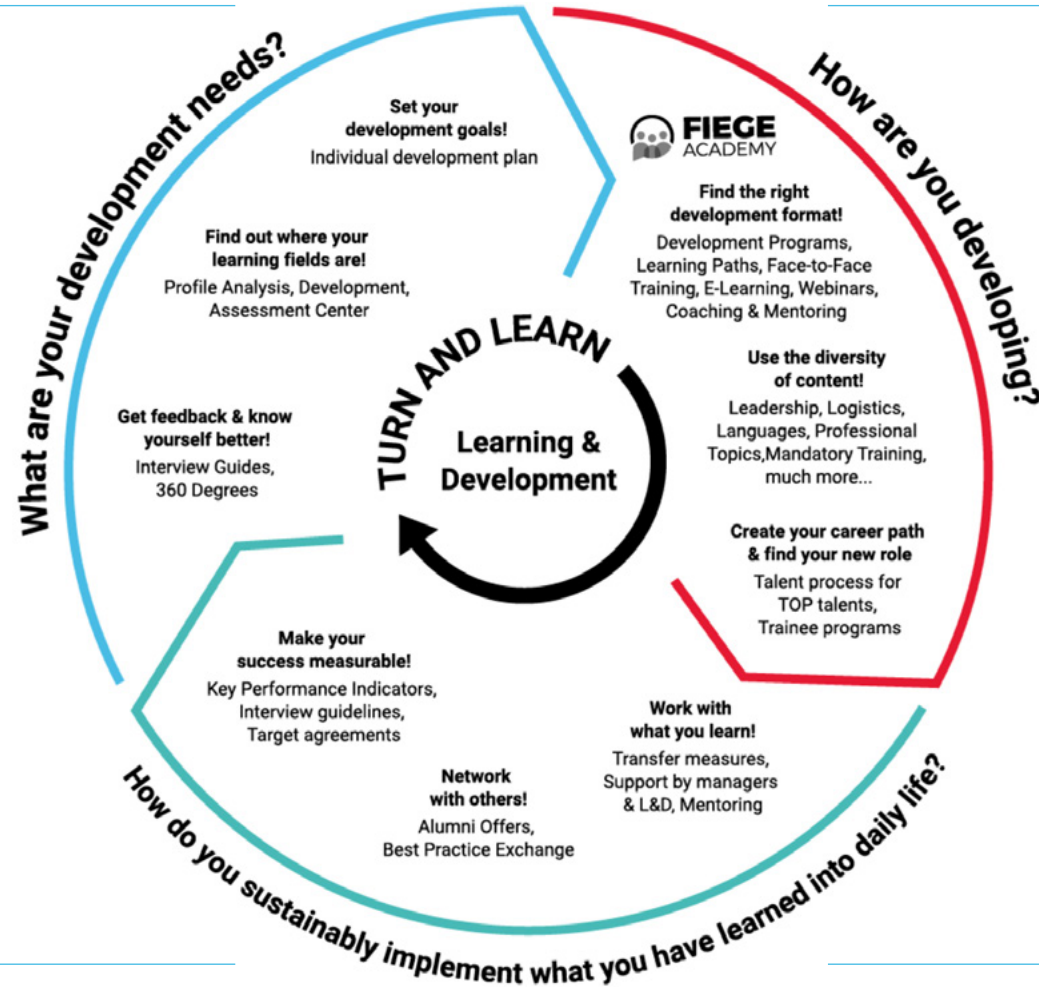 What are your development needs?
Set your
development goals!
Individual development plan
Find out where your
learning fields are!
Profile Analysis, Development,
Assessment Center
Get feedback & know
yourself better!
Interview Guides,
360 Degrees
How are you developing?
FIEGE
ACADEMY
Find the right
development format!
Development Programs,
Learning Paths, Face-to-Face
Training, E-Learning, Webinars,
Coaching & Mentoring
Use the diversity
of content!
Leadership, Logistics,
Languages, Professional
Topics,Mandatory Training,
much more...
Create your career path
& find your new role
Talent process for
TOP talents,
Trainee programs
TURN AND LEARN
Learning &
Development
How do you sustainably implement what you have learned into daily life?
Work with
what you learn!
Transfer measures,
Support by managers
& L&D, Mentoring
Network
with others!
Alumni Offers,
Best Practice Exchange
Make your
success measurable!
Key Performance Indicators,
Interview guidelines,
Target agreements